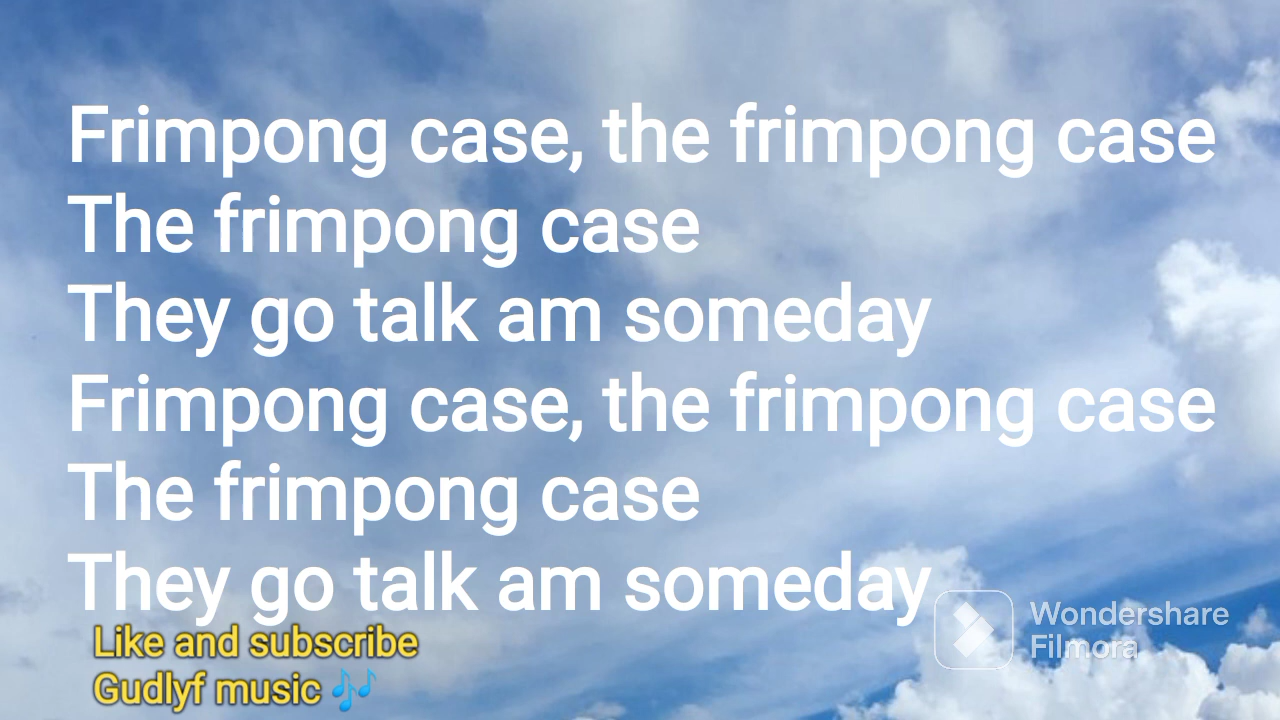 Frimpong case, the frimpong case
The frimpong case
They go talk am someday
Frimpong case, the frimpong case
The frimpong case
They go talk am someday
Like and subscribe
Gudlyf music 🎶
Wondershare
Filmora